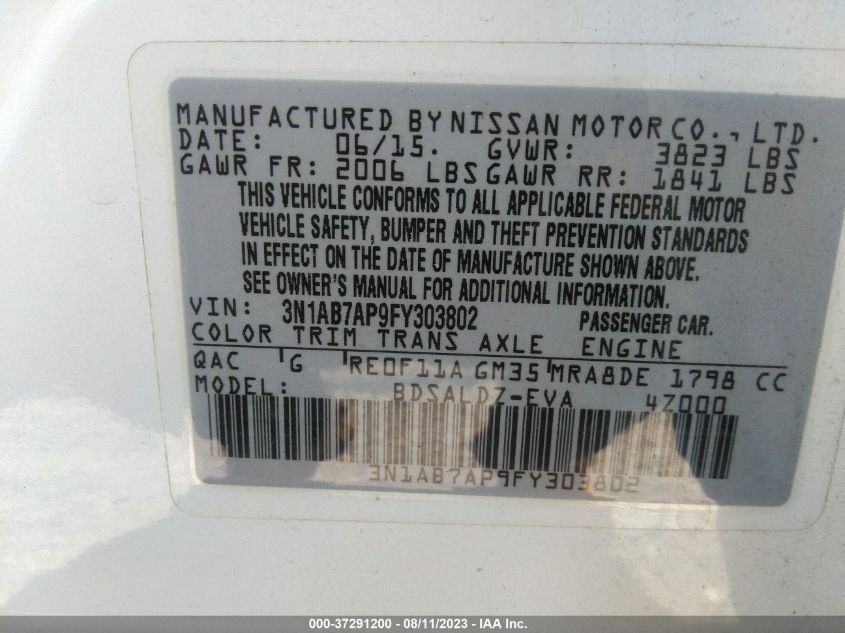 MANUFACTURED BY NISSAN MOTOR CO., LTD.
DATE: 06/15. GVWR: 3823 LBS
GAWR FR: 2006 LBS GAWR RR: 1841 LBS
THIS VEHICLE CONFORMS TO ALL APPLICABLE FEDERAL MOTOR
VEHICLE SAFETY, BUMPER AND THEFT PREVENTION STANDARDS
IN EFFECT ON THE DATE OF MANUFACTURE SHOWN ABOVE.
SEE OWNER'S MANUAL FOR ADDITIONAL INFORMATION.
VIN: 3N1AB7AP9FY303802 PASSENGER CAR.
COLOR TRIM TRANS AXLE ENGINE
QAC G RE0F11A GM35 MRA8DE 1798 CC
MODEL: BDSALDZ-EVA 4Z000
3N1AB7AP9FY303802
000-37291200 - 08/11/2023 - IAA Inc.